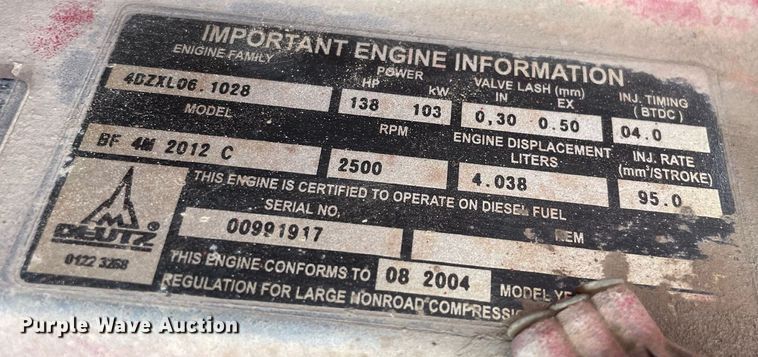 IMPORTANT ENGINE INFORMATION
ENIGINE FAMILY
POWER
HP kW
VALVE LASH (mm)
IN EX
INJ. TIMING
(BTDC)
4DZXL06.1028
138 103
0,30 0.50
04.0
MODEL
RPM
ENGINE DISPLACEMENT
LITERS
INJ. RATE
(mm³/STROKE)
BF 4M 2012 C
2500
4.038
95.0
THIS ENGINE IS CERTIFIED TO OPERATE ON DIESEL FUEL
SERIAL NO.
00991917
DEUTZ
0122 3268
THIS ENGINE CONFORMS TO 08 2004 MODEL
REGULATION FOR LARGE NONROAD
Purple Wave Auction